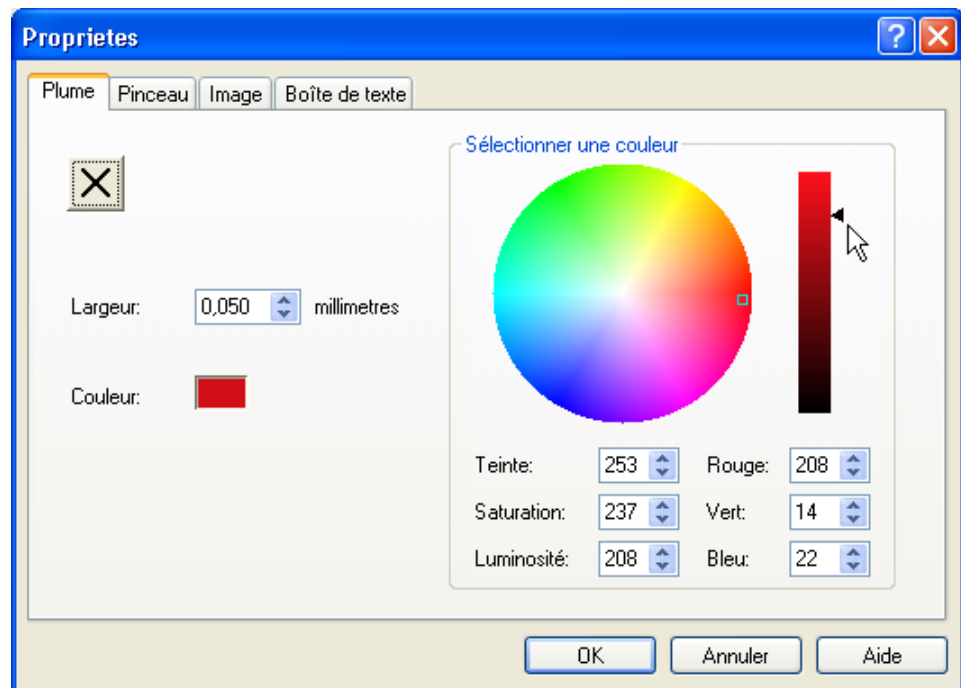 Proprietes
Plume Pinceau Image Boîte de texte
Sélectionner une couleur
Largeur: 0,050 millimetres
Couleur:
Teinte: 253 Rouge: 208
Saturation: 237 Vert: 14
Luminosité: 208 Bleu: 22
OK Annuler Aide